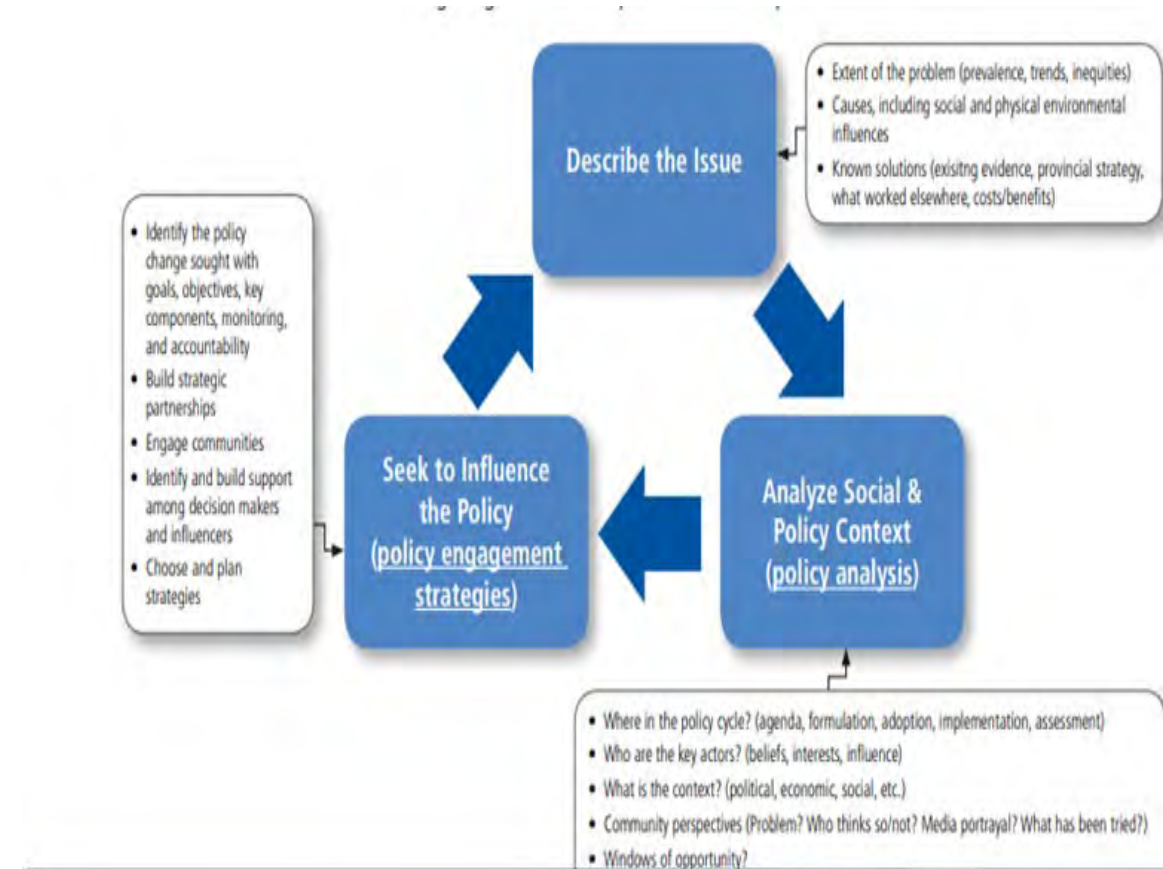 Describe the Issue
• Extent of the problem (prevalence, trends, inequities)
• Causes, including social and physical environmental
influences
• Known solutions (exisitng evidence, provincial strategy,
what worked elsewhere, costs/benefits)
• Identify the policy
change sought with
goals, objectives, key
components, monitoring,
and accountability
• Build strategic
partnerships
• Engage communities
• Identify and build support
among decision makers
and influencers
• Choose and plan
strategies
Seek to Influence
the Policy
(policy engagement
strategies)
Analyze Social &
Policy Context
(policy analysis)
• Where in the policy cycle? (agenda, formulation, adoption, implementation, assessment)
• Who are the key actors? (beliefs, interests, influence)
• What is the context? (political, economic, social, etc.)
• Community perspectives (Problem? Who thinks so/not? Media portrayal? What has been tried?)
• Windows of opportunity?